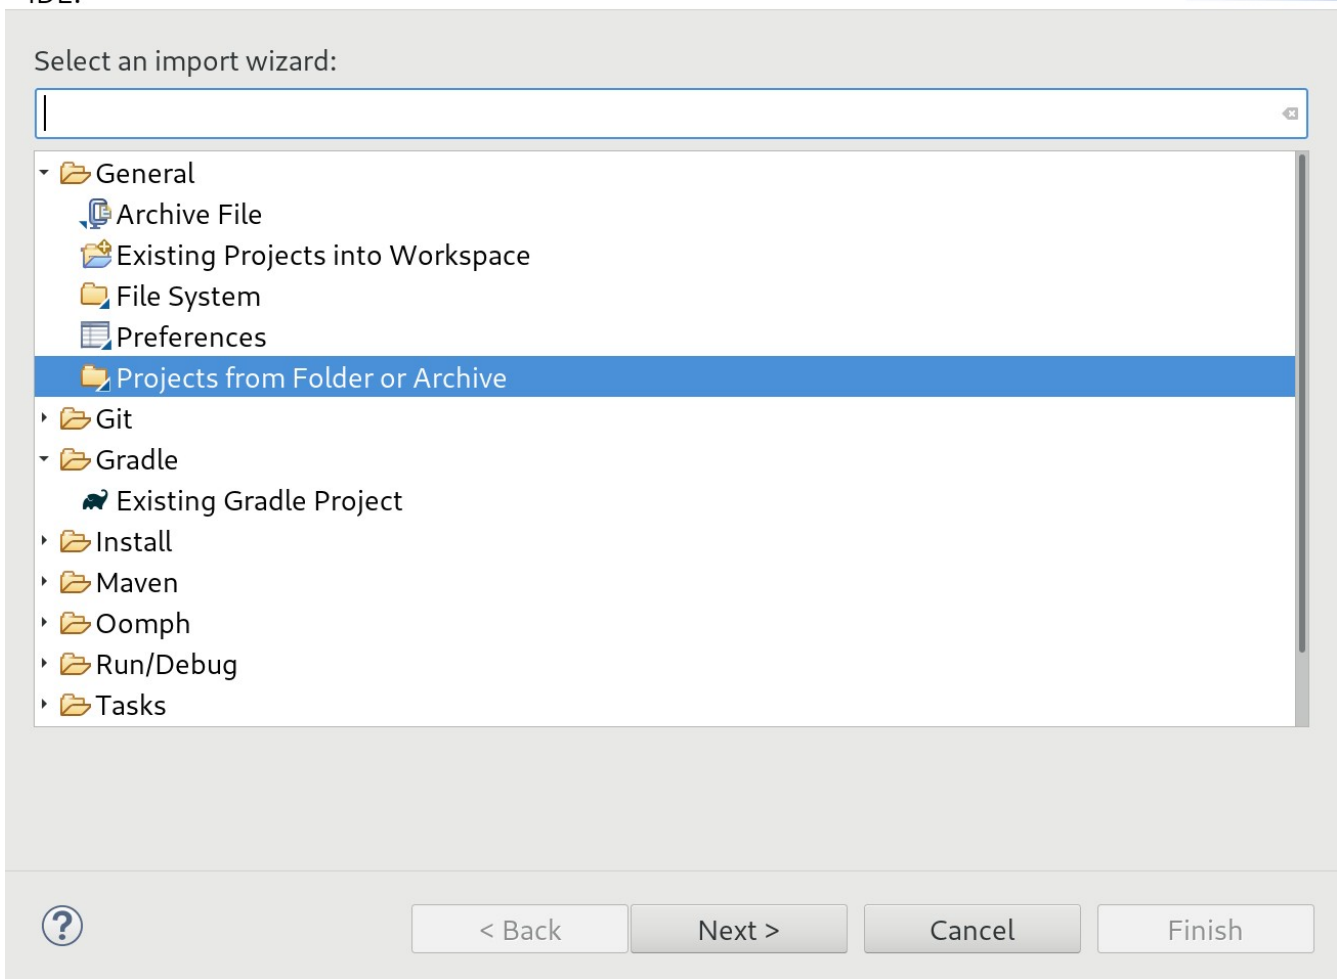 IDE.
Select an import wizard:
General
Archive File
Existing Projects into Workspace
File System
Preferences
Projects from Folder or Archive
Git
Gradle
Existing Gradle Project
Install
Maven
Oomph
Run/Debug
Tasks
?
< Back Next > Cancel Finish